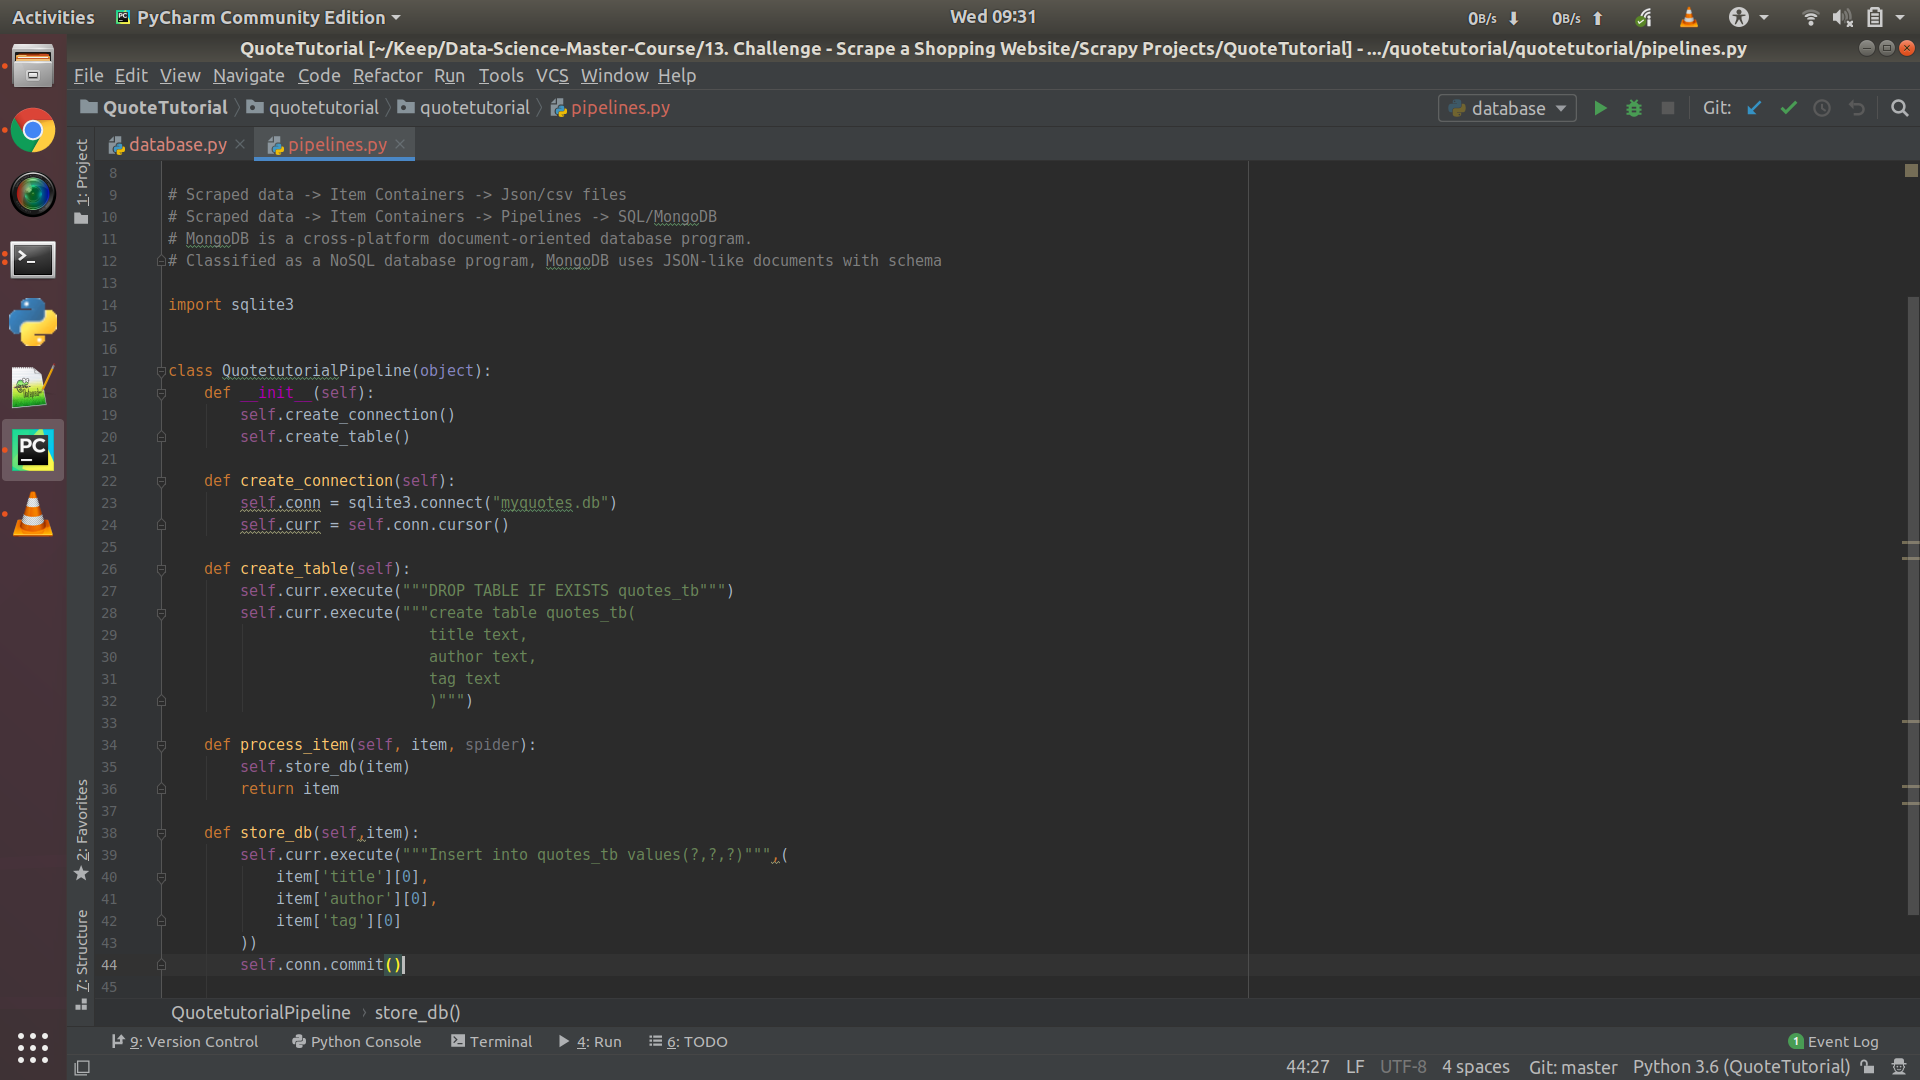 Activities PyCharm Community Edition Wed 09:31 0B/s 0B/s
QuoteTutorial [~/Keep/Data-Science-Master-Course/13. Challenge - Scrape a Shopping Website/Scrapy Projects/QuoteTutorial] - .../quotetutorial/quotetutorial/pipelines.py
File Edit View Navigate Code Refactor Run Tools VCS Window Help
QuoteTutorial quotetutorial quotetutorial pipelines.py database Git:
database.py pipelines.py
1: Project
2: Favorites
7: Structure
8
9 # Scraped data -> Item Containers -> Json/csv files
10 # Scraped data -> Item Containers -> Pipelines -> SQL/MongoDB
11 # MongoDB is a cross-platform document-oriented database program.
12 # Classified as a NoSQL database program, MongoDB uses JSON-like documents with schema
13
14 import sqlite3
15
16
17 class QuotetutorialPipeline(object):
18     def __init__(self):
19         self.create_connection()
20         self.create_table()
21
22     def create_connection(self):
23         self.conn = sqlite3.connect("myquotes.db")
24         self.curr = self.conn.cursor()
25
26     def create_table(self):
27         self.curr.execute("""DROP TABLE IF EXISTS quotes_tb""")
28         self.curr.execute("""create table quotes_tb(
29                              title text,
30                              author text,
31                              tag text
32                              )""")
33
34     def process_item(self, item, spider):
35         self.store_db(item)
36         return item
37
38     def store_db(self,item):
39         self.curr.execute("""Insert into quotes_tb values(?,?,?)""",(
40             item['title'][0],
41             item['author'][0],
42             item['tag'][0]
43         ))
44         self.conn.commit()
45
QuotetutorialPipeline › store_db()
9: Version Control Python Console Terminal 4: Run 6: TODO 1 Event Log
44:27 LF UTF-8 4 spaces Git: master Python 3.6 (QuoteTutorial)
PC